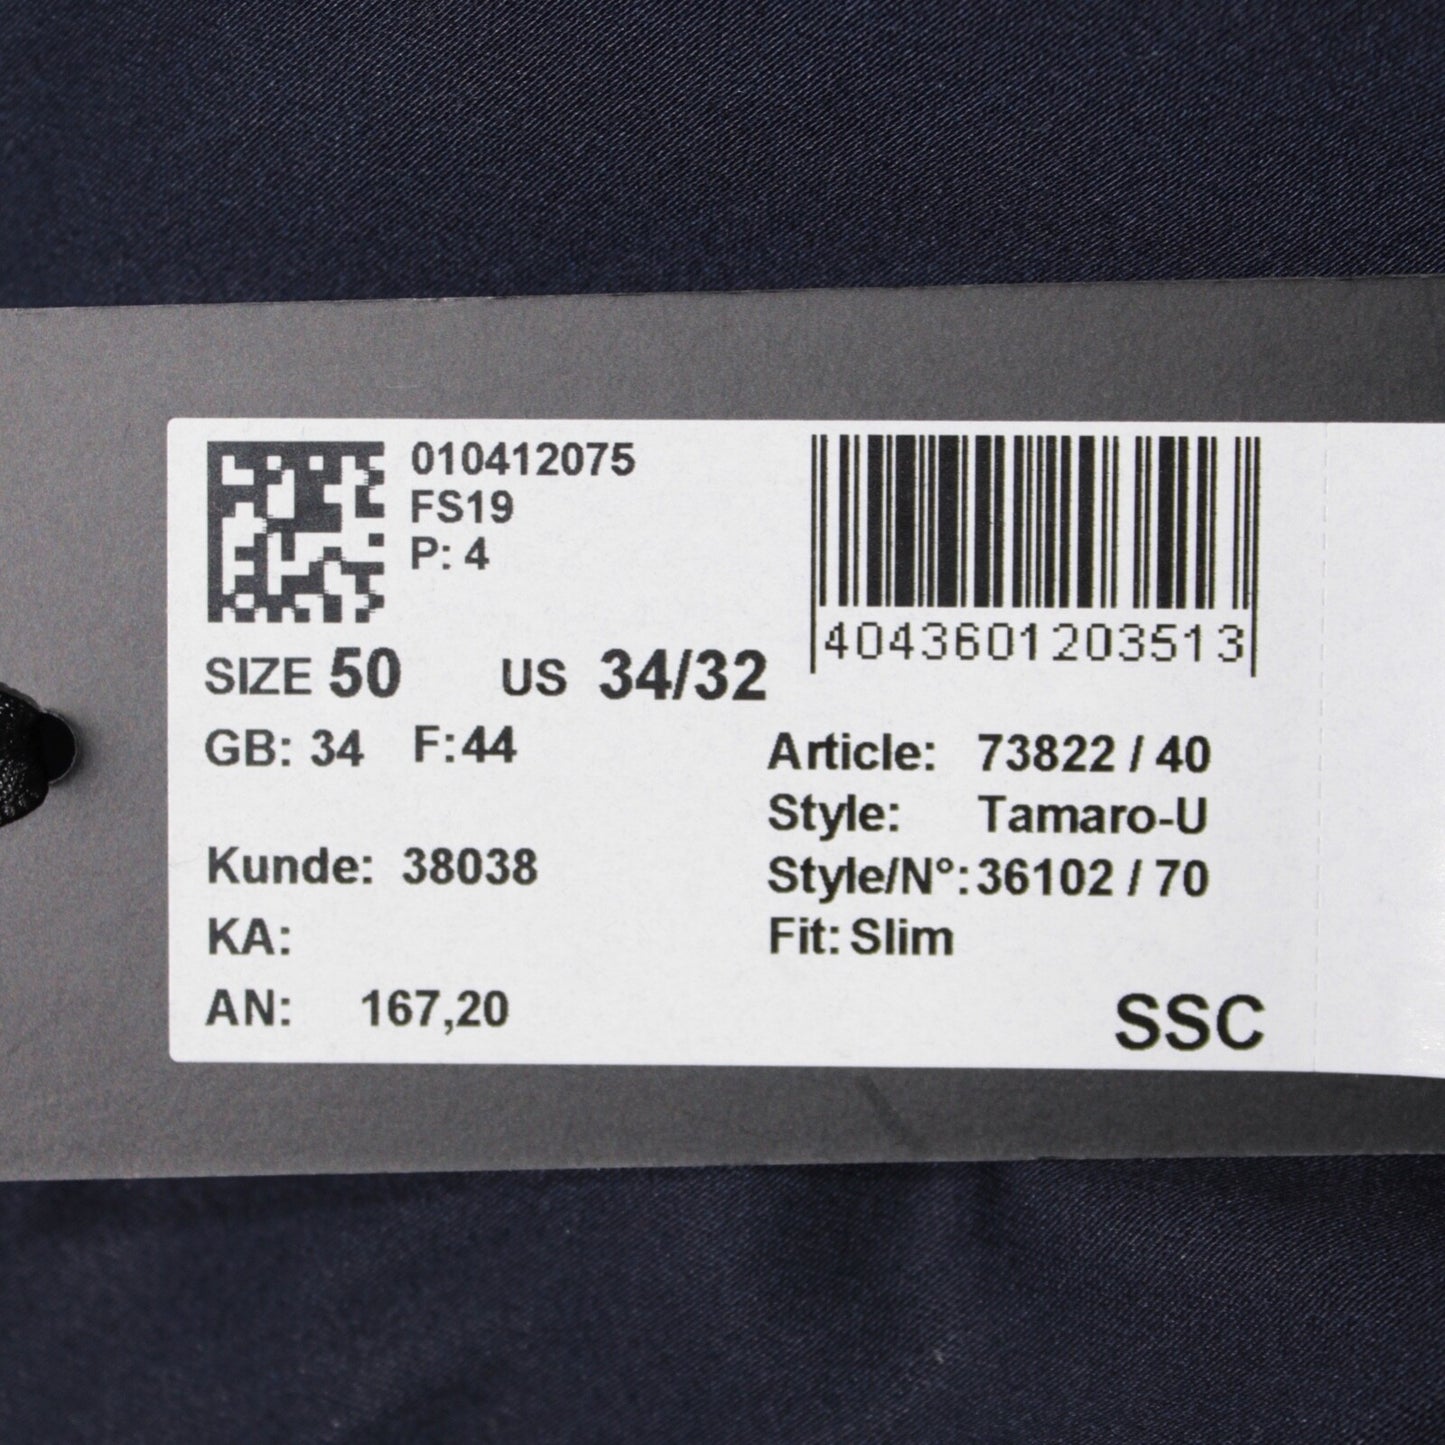 010412075
FS19
P: 4
4043601203513
SIZE 50 US 34/32
GB: 34 F:44
Article: 73822 / 40
Style: Tamaro-U
Kunde: 38038
Style/N°: 36102 / 70
KA:
Fit: Slim
AN: 167,20
SSC